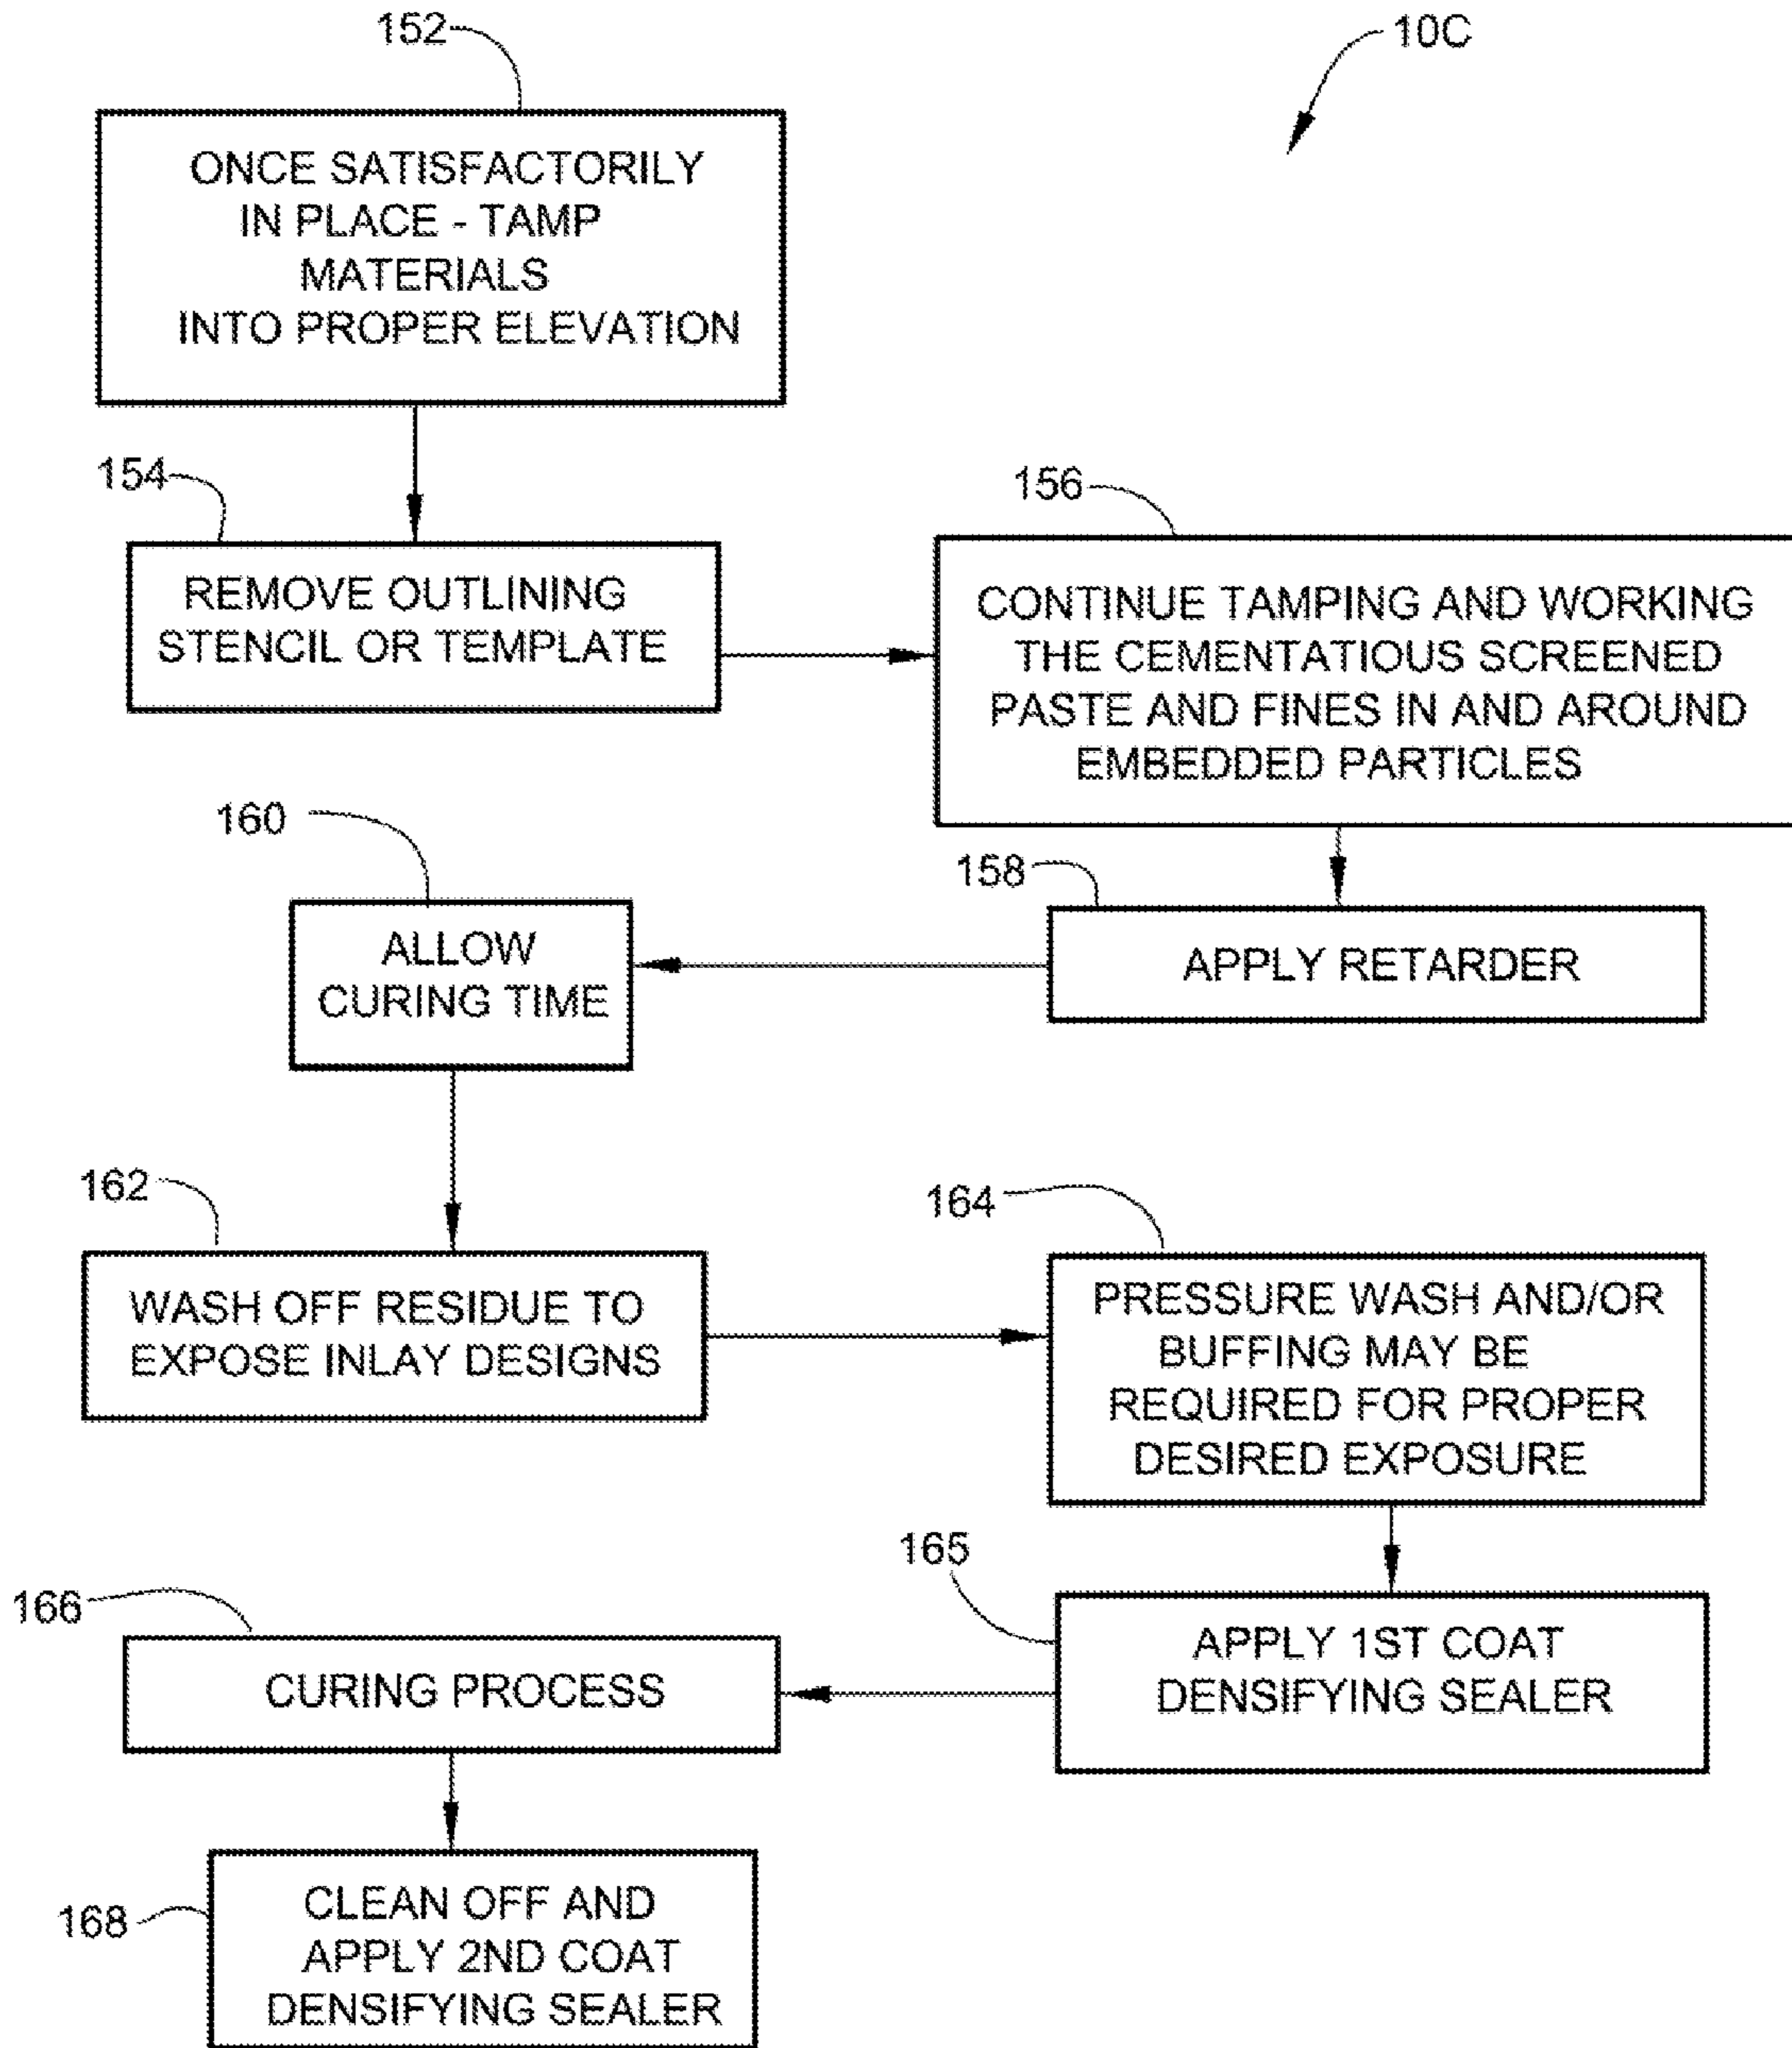 152
10C
ONCE SATISFACTORILY
IN PLACE - TAMP
MATERIALS
INTO PROPER ELEVATION
154
REMOVE OUTLINING
STENCIL OR TEMPLATE
156
CONTINUE TAMPING AND WORKING
THE CEMENTATIOUS SCREENED
PASTE AND FINES IN AND AROUND
EMBEDDED PARTICLES
158
APPLY RETARDER
160
ALLOW
CURING TIME
162
WASH OFF RESIDUE TO
EXPOSE INLAY DESIGNS
164
PRESSURE WASH AND/OR
BUFFING MAY BE
REQUIRED FOR PROPER
DESIRED EXPOSURE
165
APPLY 1ST COAT
DENSIFYING SEALER
166
CURING PROCESS
168
CLEAN OFF AND
APPLY 2ND COAT
DENSIFYING SEALER